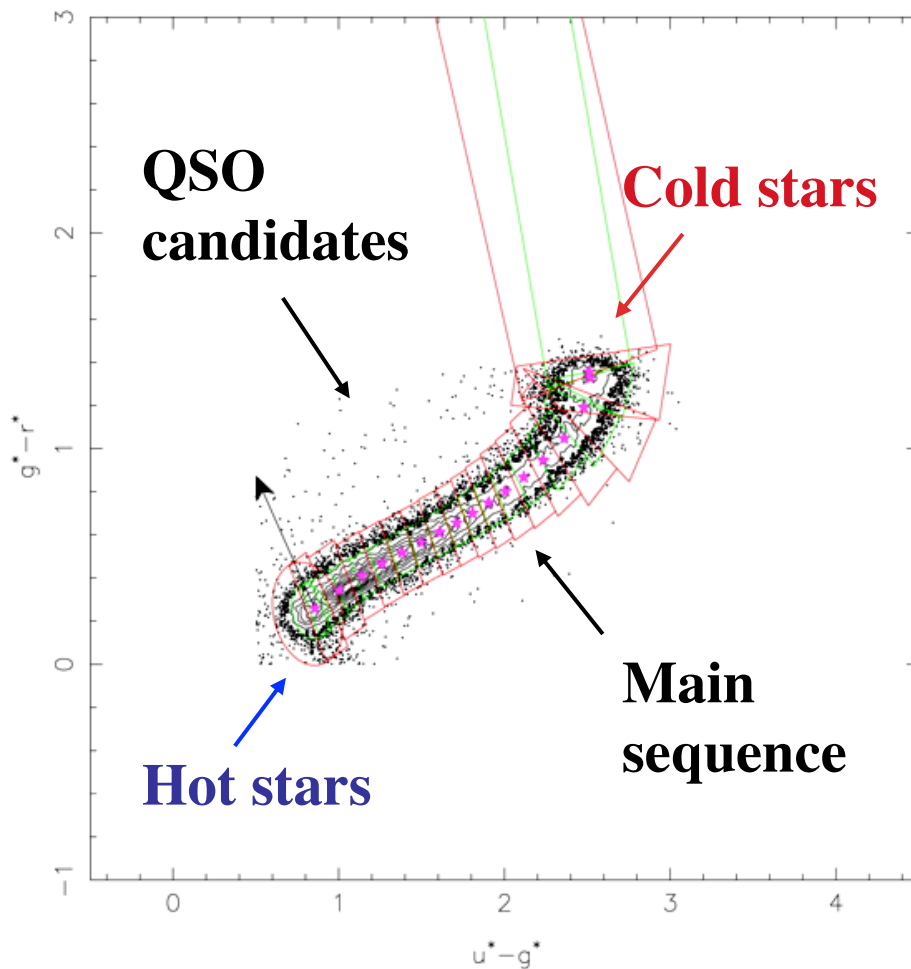 3
QSO
candidates
Cold stars
2
g*−r*
1
0
Main
sequence
Hot stars
−1
0 1 2 3 4
u*−g*